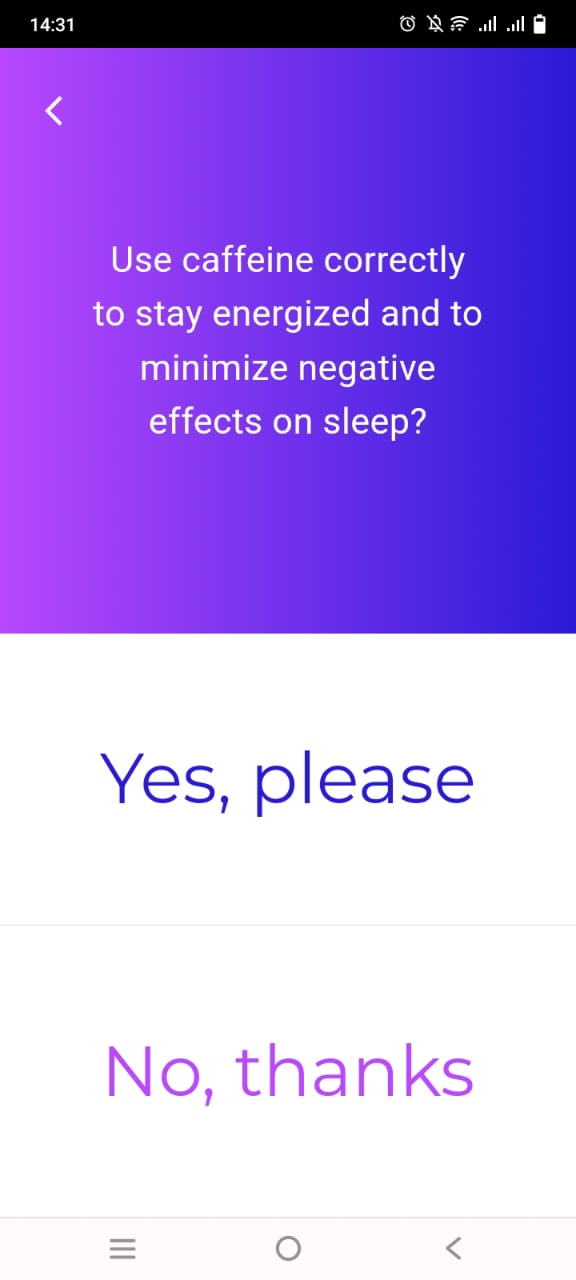 14:31
Use caffeine correctly
to stay energized and to
minimize negative
effects on sleep?
Yes, please
No, thanks